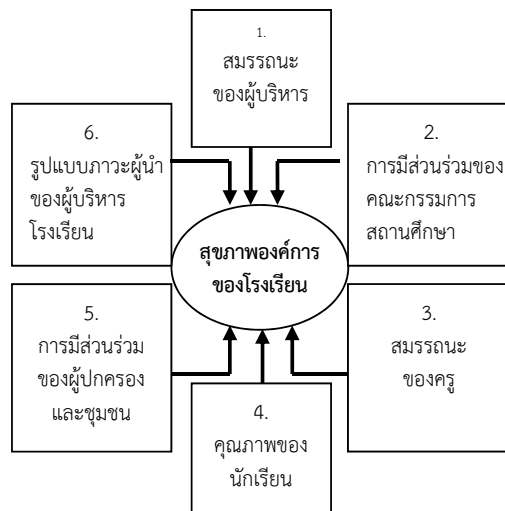 1.
สมรรถนะ
ของผู้บริหาร
2.
การมีส่วนร่วมของ
คณะกรรมการ
สถานศึกษา
3.
สมรรถนะ
ของครู
4.
คุณภาพของ
นักเรียน
5.
การมีส่วนร่วม
ของผู้ปกครอง
และชุมชน
6.
รูปแบบภาวะผู้นำ
ของผู้บริหาร
โรงเรียน
สุขภาพองค์การ
ของโรงเรียน